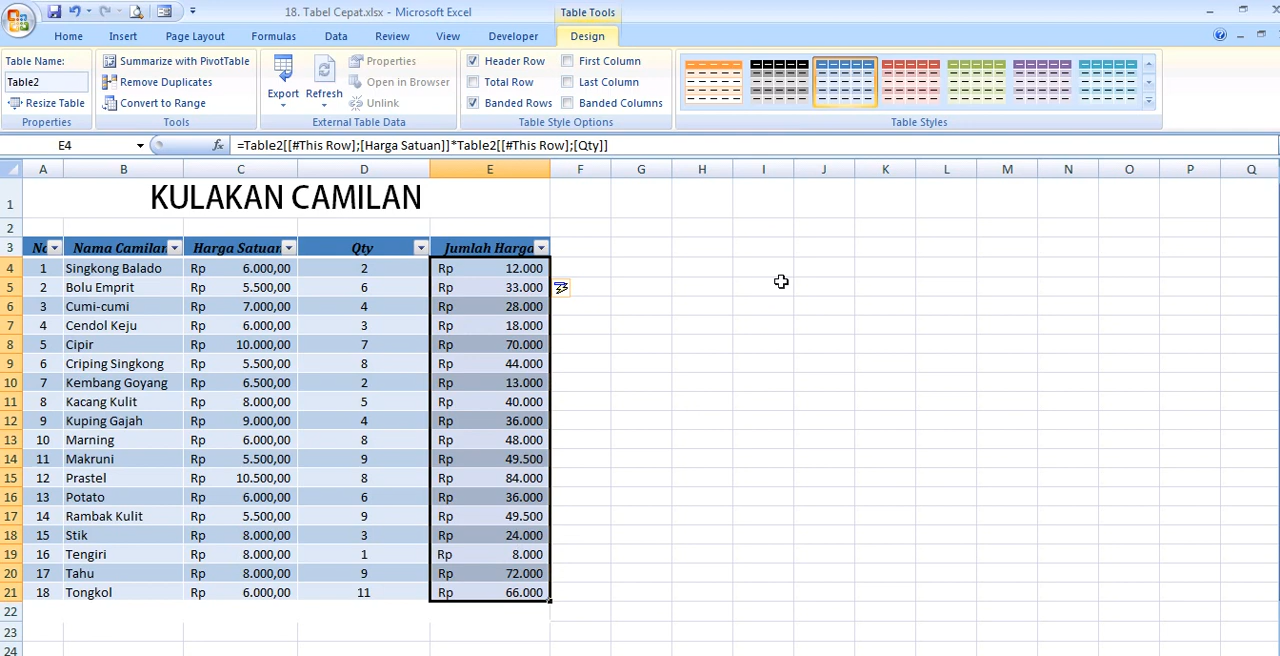 18. Tabel Cepat.xlsx - Microsoft Excel
Table Tools
Home Insert Page Layout Formulas Data Review View Developer Design
Table Name:
Table2
Resize Table
Properties
Summarize with PivotTable
Remove Duplicates
Convert to Range
Tools
Export Refresh
Properties
Open in Browser
Unlink
External Table Data
Header Row First Column
Total Row Last Column
Banded Rows Banded Columns
Table Style Options
Table Styles
E4 fx =Table2[[#This Row];[Harga Satuan]]*Table2[[#This Row];[Qty]]
A B C D E F G H I J K L M N O P Q
1 KULAKAN CAMILAN
2
3 Nama Camilan Harga Satuan Qty Jumlah Harga
4 1 Singkong Balado Rp 6.000,00 2 Rp 12.000
5 2 Bolu Emprit Rp 5.500,00 6 Rp 33.000
6 3 Cumi-cumi Rp 7.000,00 4 Rp 28.000
7 4 Cendol Keju Rp 6.000,00 3 Rp 18.000
8 5 Cipir Rp 10.000,00 7 Rp 70.000
9 6 Criping Singkong Rp 5.500,00 8 Rp 44.000
10 7 Kembang Goyang Rp 6.500,00 2 Rp 13.000
11 8 Kacang Kulit Rp 8.000,00 5 Rp 40.000
12 9 Kuping Gajah Rp 9.000,00 4 Rp 36.000
13 10 Marning Rp 6.000,00 8 Rp 48.000
14 11 Makruni Rp 5.500,00 9 Rp 49.500
15 12 Prastel Rp 10.500,00 8 Rp 84.000
16 13 Potato Rp 6.000,00 6 Rp 36.000
17 14 Rambak Kulit Rp 5.500,00 9 Rp 49.500
18 15 Stik Rp 8.000,00 3 Rp 24.000
19 16 Tengiri Rp 8.000,00 1 Rp 8.000
20 17 Tahu Rp 8.000,00 9 Rp 72.000
21 18 Tongkol Rp 6.000,00 11 Rp 66.000
22
23
24